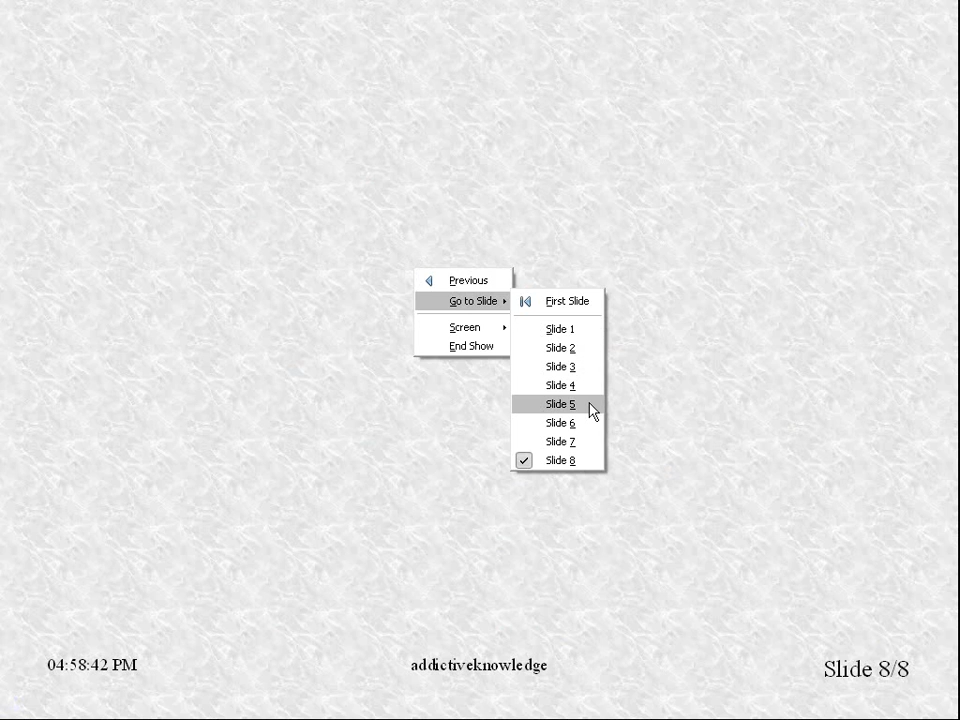 Previous
Go to Slide
Screen
End Show
First Slide
Slide 1
Slide 2
Slide 3
Slide 4
Slide 5
Slide 6
Slide 7
Slide 8
04:58:42 PM
addictiveknowledge
Slide 8/8